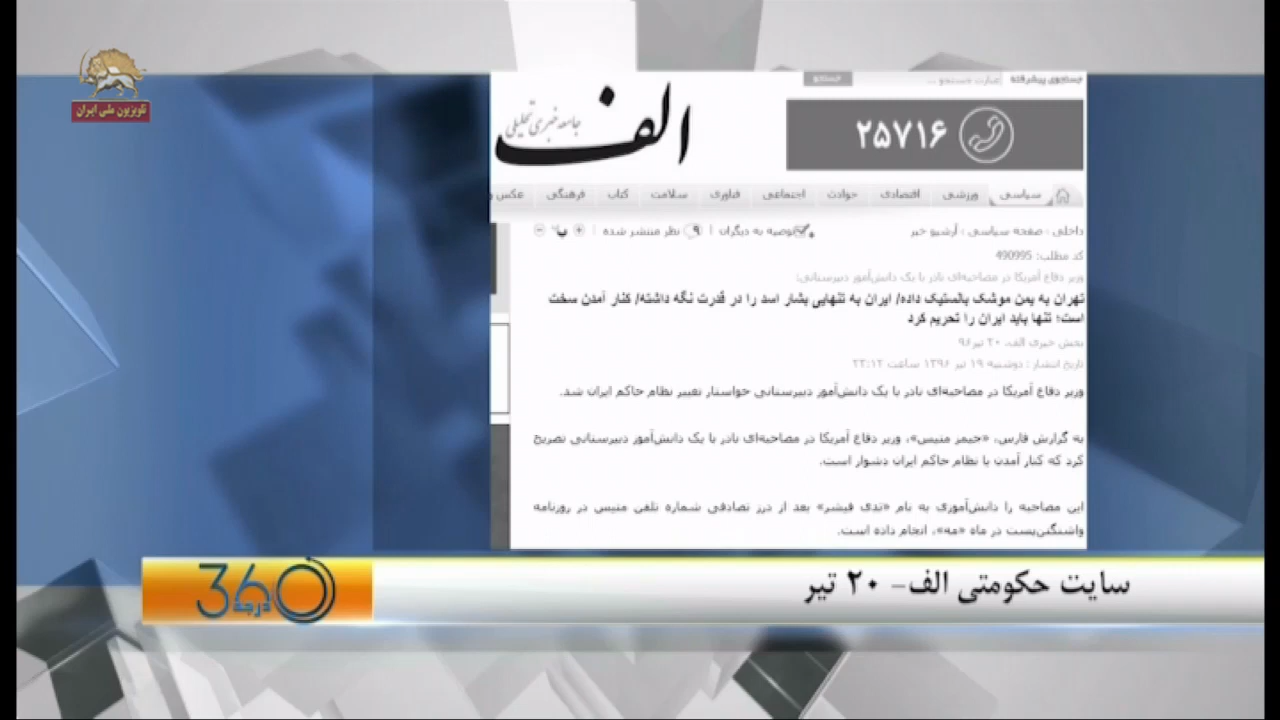 تلویزیون ملی ایران
جستجوی پیشرفته عبارت جستجو ... جستجو
الف
جامعه خبری تحلیلی
۲۵۷۱۶
سیاسی ورزشی اقتصادی حوادث اجتماعی فناوری سلامت کتاب فرهنگی عکس و
داخلی › صفحه سیاسی › آرشیو خبر توصیه به دیگران | ۹ نظر منتشر شده |
کد مطلب: 490995
وزیر دفاع آمریکا در مصاحبه‌ای نادر با یک دانش‌آموز دبیرستانی:
تهران به یمن موشک بالستیک داده/ ایران به تنهایی بشار اسد را در قدرت نگه داشته/ کنار آمدن سخت
است؛ تنها باید ایران را تحریم کرد
بخش خبری الف، ۲۰ تیر ۹۶
تاریخ انتشار : دوشنبه ۱۹ تیر ۱۳۹۶ ساعت ۲۳:۱۲
وزیر دفاع آمریکا در مصاحبه‌ای نادر با یک دانش‌آموز دبیرستانی خواستار تغییر نظام حاکم ایران شد.
به گزارش فارس، «جیمز متیس»، وزیر دفاع آمریکا در مصاحبه‌ای نادر با یک دانش‌آموز دبیرستانی تصریح
کرد که کنار آمدن با نظام حاکم ایران دشوار است.
این مصاحبه را دانش‌آموزی به نام «تدی فیشر» بعد از درز تصادفی شماره تلفن متیس در روزنامه
واشنگتن‌پست در ماه «مه»، انجام داده است.
سایت حکومتی الف- ۲۰ تیر
360 درجه